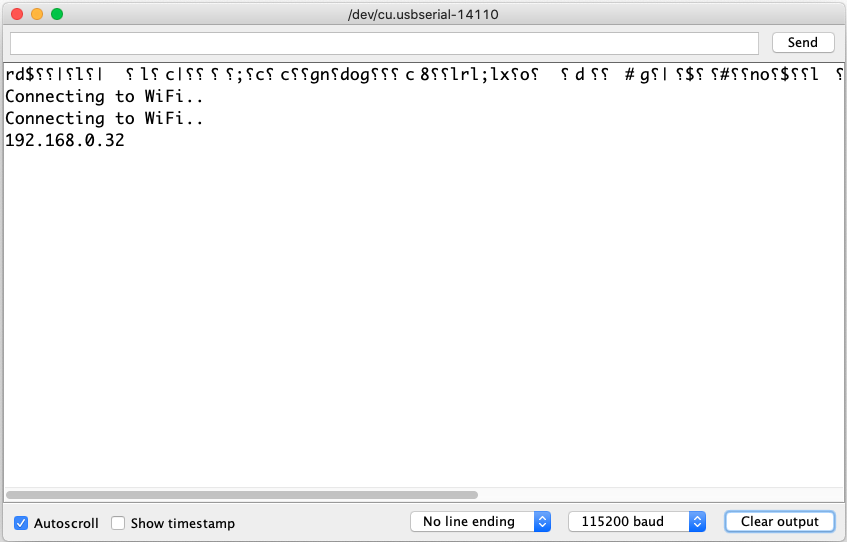 /dev/cu.usbserial-14110
Send
rd$⸮⸮|⸮l⸮| ⸮l⸮c|⸮⸮⸮⸮;⸮c⸮c⸮⸮gn⸮dog⸮⸮⸮c8⸮⸮lrl;lx⸮o⸮ ⸮d⸮⸮ #g⸮|⸮$⸮⸮#⸮⸮no⸮$⸮⸮l ⸮
Connecting to WiFi..
Connecting to WiFi..
192.168.0.32
Autoscroll Show timestamp No line ending 115200 baud Clear output